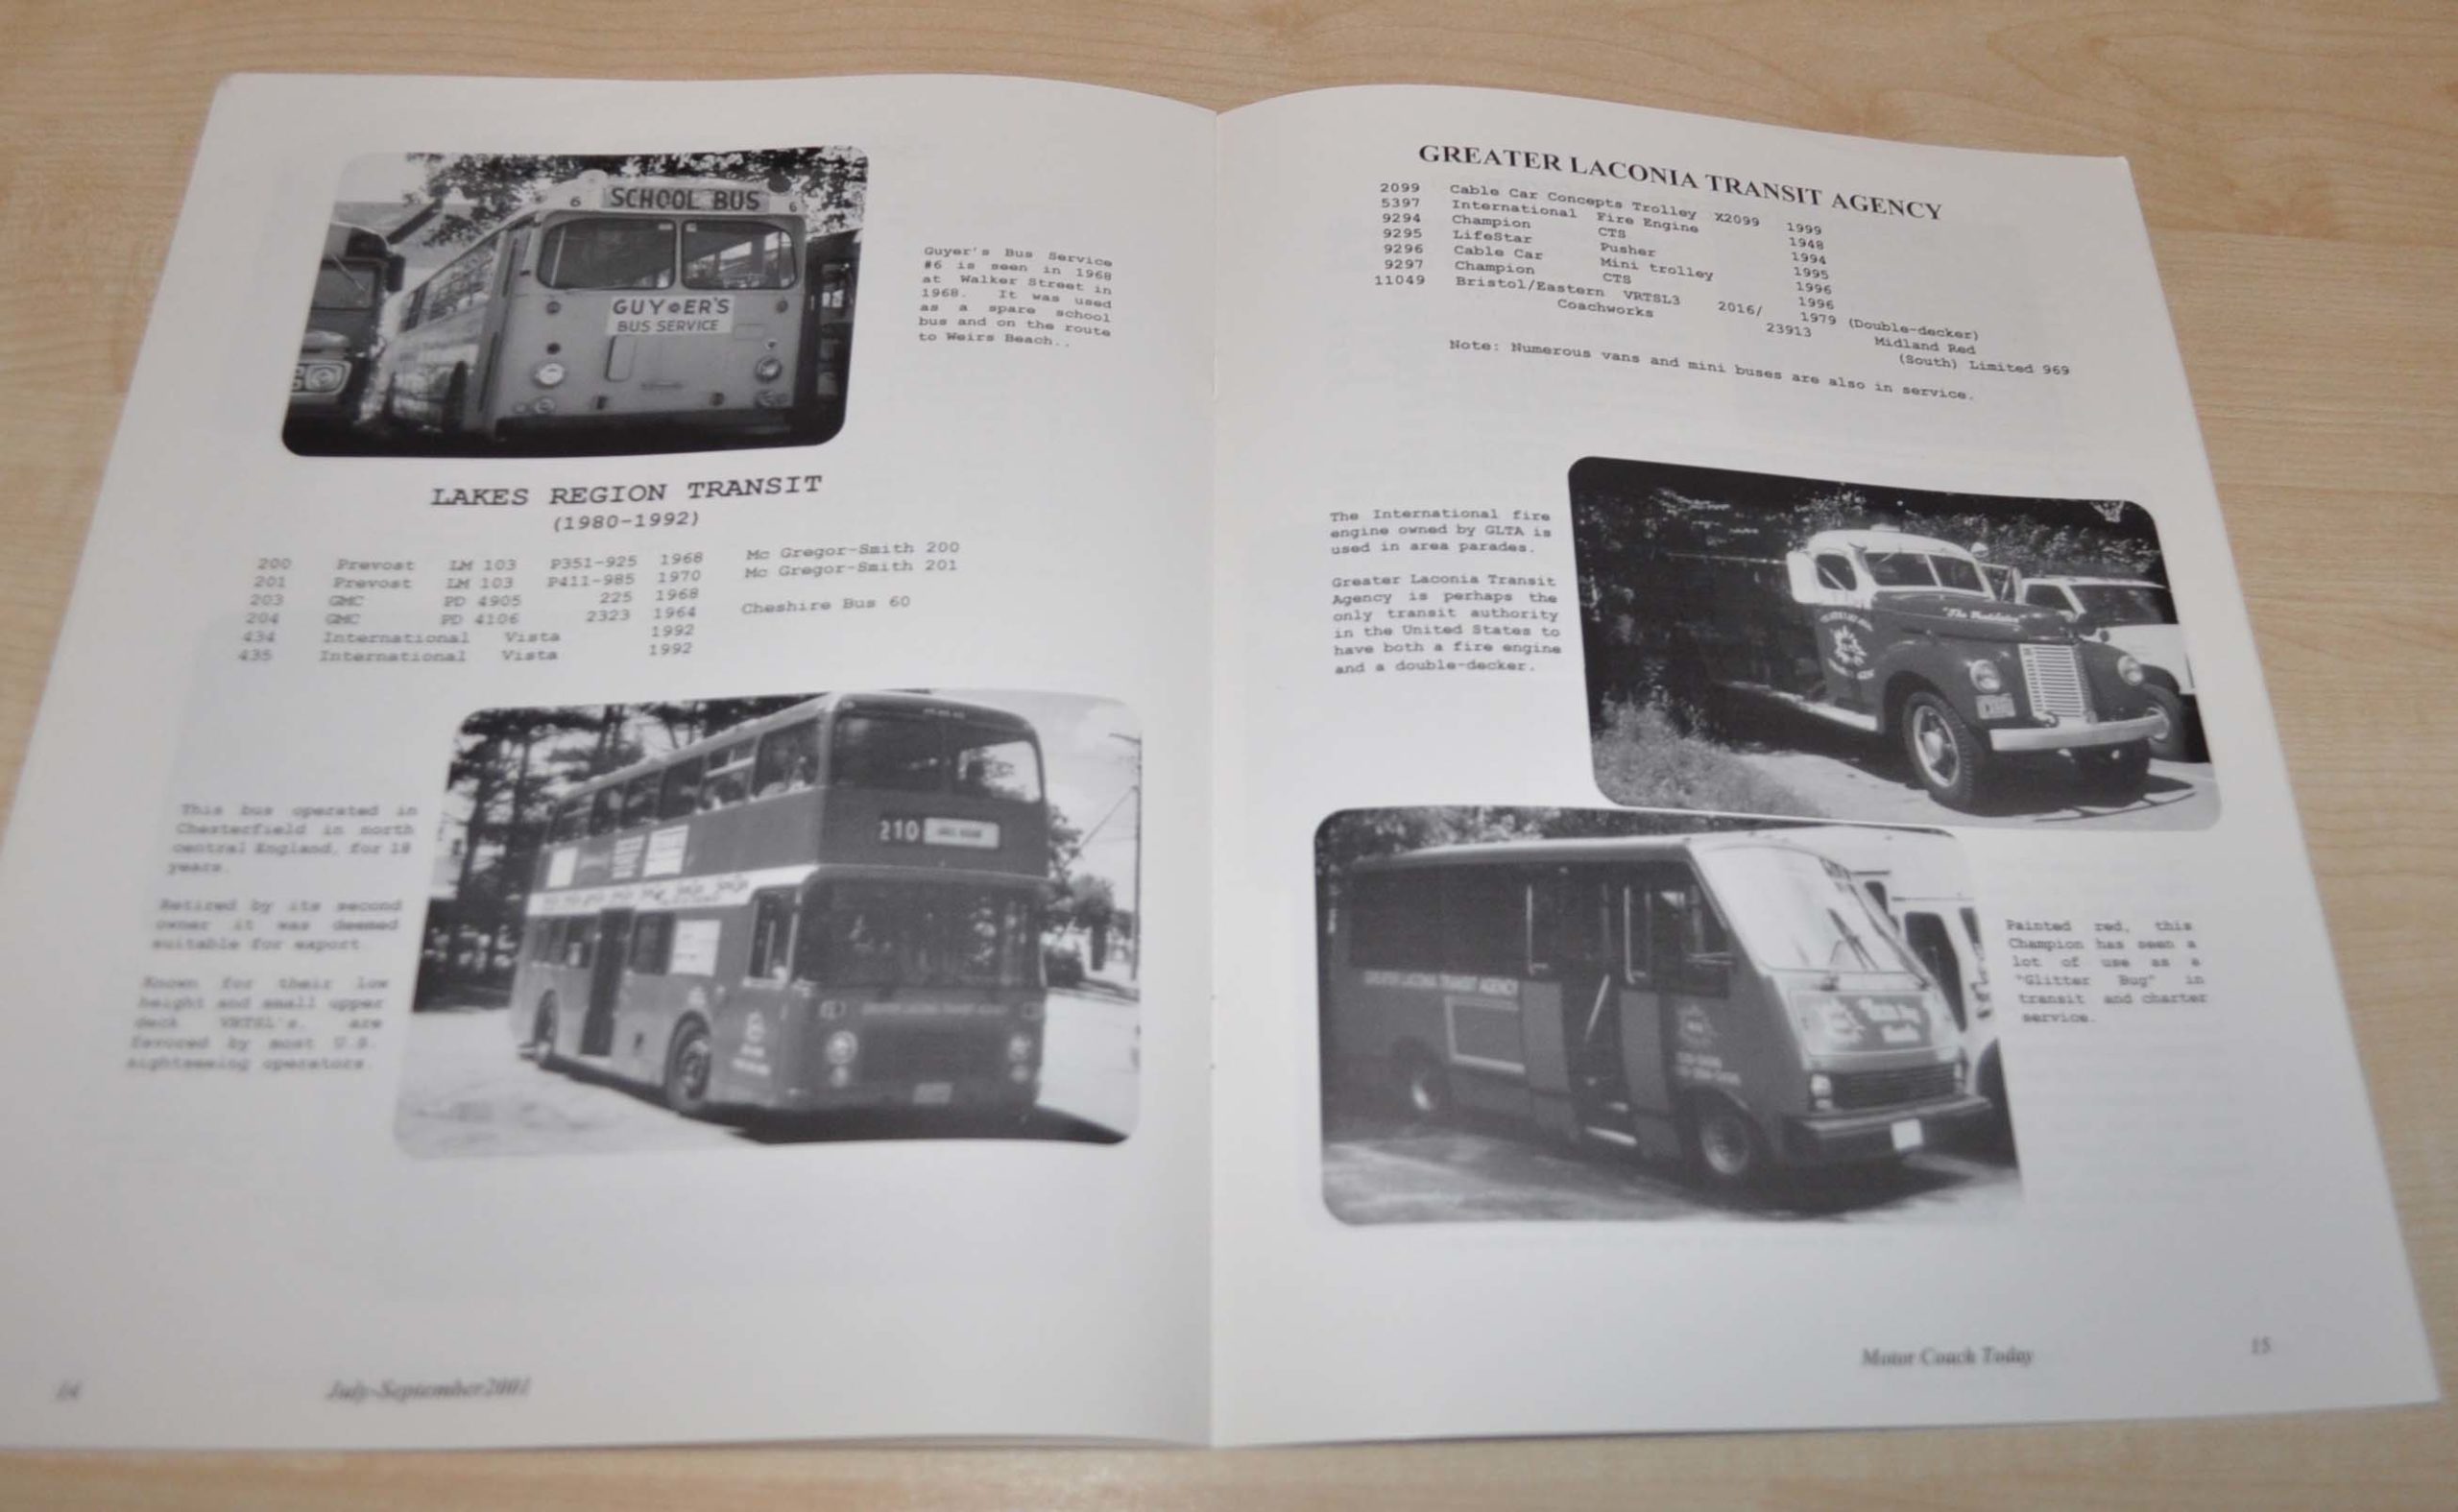 6 SCHOOL BUS 6
GUY ER'S
BUS SERVICE
Guyer's Bus Service
#6 is seen in 1968
at Walker Street in
1968. It was used
as a spare school
bus and on the route
to Weirs Beach..
LAKES REGION TRANSIT
(1980-1992)
200 Prevost LM 103 P351-925 1968 Mc Gregor-Smith 200
201 Prevost LM 103 P411-985 1970 Mc Gregor-Smith 201
203 GMC PD 4905 225 1968
204 GMC PD 4106 2323 1964 Cheshire Bus 60
434 International Vista 1992
435 International Vista 1992
This bus operated in
Chesterfield in north
central England, for 18
years.
Retired by its second
owner it was deemed
suitable for export.
Known for their low
height and small upper
deck VRTSL's, are
favored by most U.S.
sightseeing operators.
210
14
July-September2001
GREATER LACONIA TRANSIT AGENCY
2099 Cable Car Concepts Trolley X2099 1999
5397 International Fire Engine 1948
9294 Champion CTS 1994
9295 LifeStar Pusher 1995
9296 Cable Car Mini trolley 1996
9297 Champion CTS 1996
11049 Bristol/Eastern VRTSL3 2016/ 1979 (Double-decker)
Coachworks 23913 Midland Red
(South) Limited 969
Note: Numerous vans and mini buses are also in service.
The International fire
engine owned by GLTA is
used in area parades.
Greater Laconia Transit
Agency is perhaps the
only transit authority
in the United States to
have both a fire engine
and a double-decker.
GREATER LACONIA TRANSIT AGENCY
Painted red, this
Champion has seen a
lot of use as a
"Glitter Bug" in
transit and charter
service.
Motor Coach Today
15